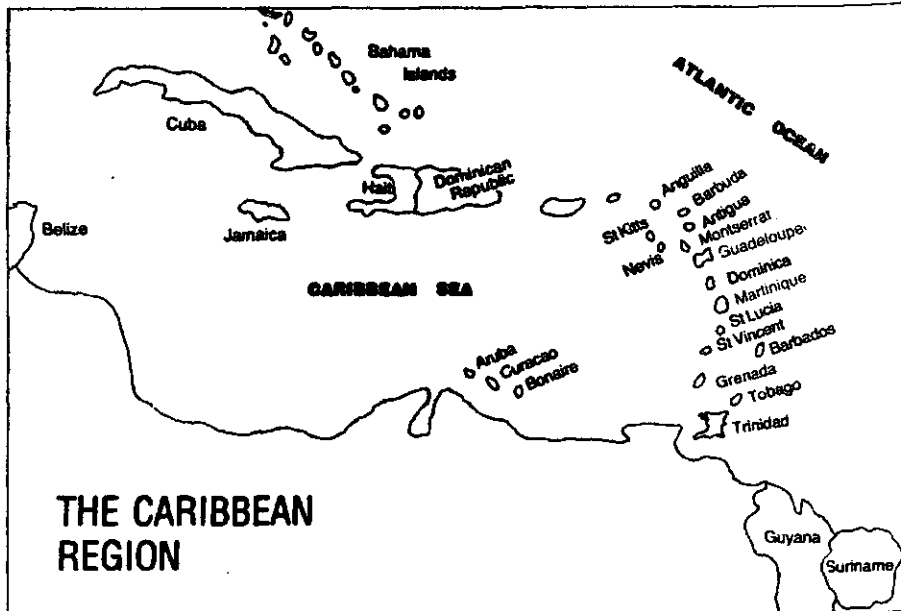 Bahama
Islands
ATLANTIC OCEAN
Cuba
Haiti
Dominican
Republic
Anguilla
Barbuda
St Kitts
Antigua
Montserrat
Nevis
Guadeloupe
Belize
Jamaica
Dominica
CARIBBEAN SEA
Martinique
St Lucia
St Vincent
Barbados
Aruba
Curacao
Bonaire
Grenada
Tobago
Trinidad
THE CARIBBEAN
REGION
Guyana
Suriname